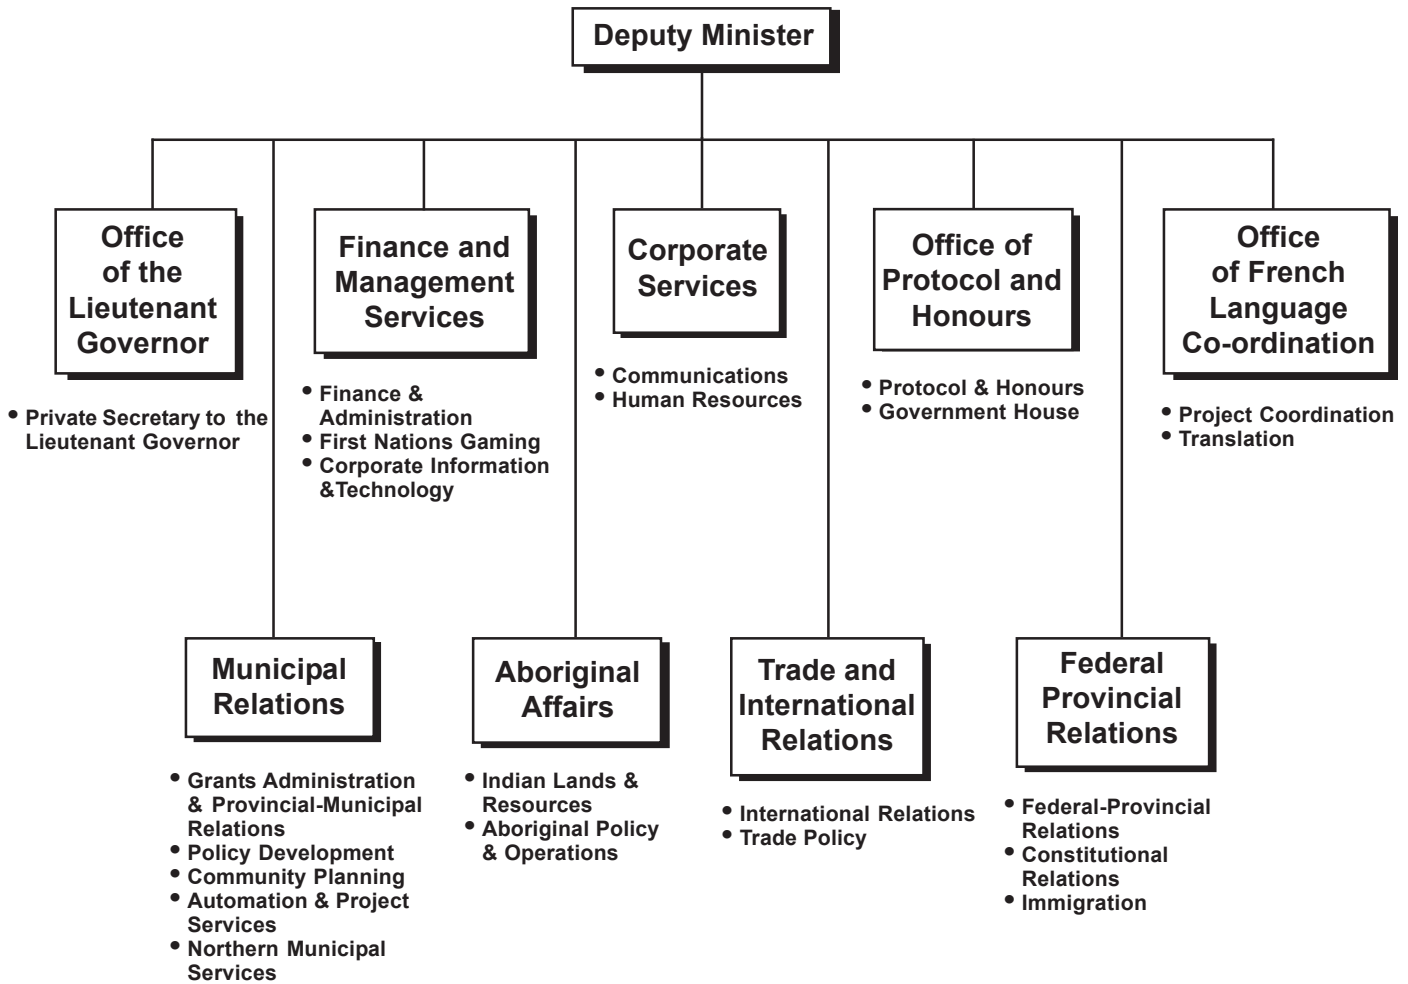 Deputy Minister
Office
of the
Lieutenant
Governor
• Private Secretary to the
Lieutenant Governor
Finance and
Management
Services
• Finance &
Administration
• First Nations Gaming
• Corporate Information
&Technology
Corporate
Services
• Communications
• Human Resources
Office of
Protocol and
Honours
• Protocol & Honours
• Government House
Office
of French
Language
Co-ordination
• Project Coordination
• Translation
Municipal
Relations
• Grants Administration
& Provincial-Municipal
Relations
• Policy Development
• Community Planning
• Automation & Project
Services
• Northern Municipal
Services
Aboriginal
Affairs
• Indian Lands &
Resources
• Aboriginal Policy
& Operations
Trade and
International
Relations
• International Relations
• Trade Policy
Federal
Provincial
Relations
• Federal-Provincial
Relations
• Constitutional
Relations
• Immigration